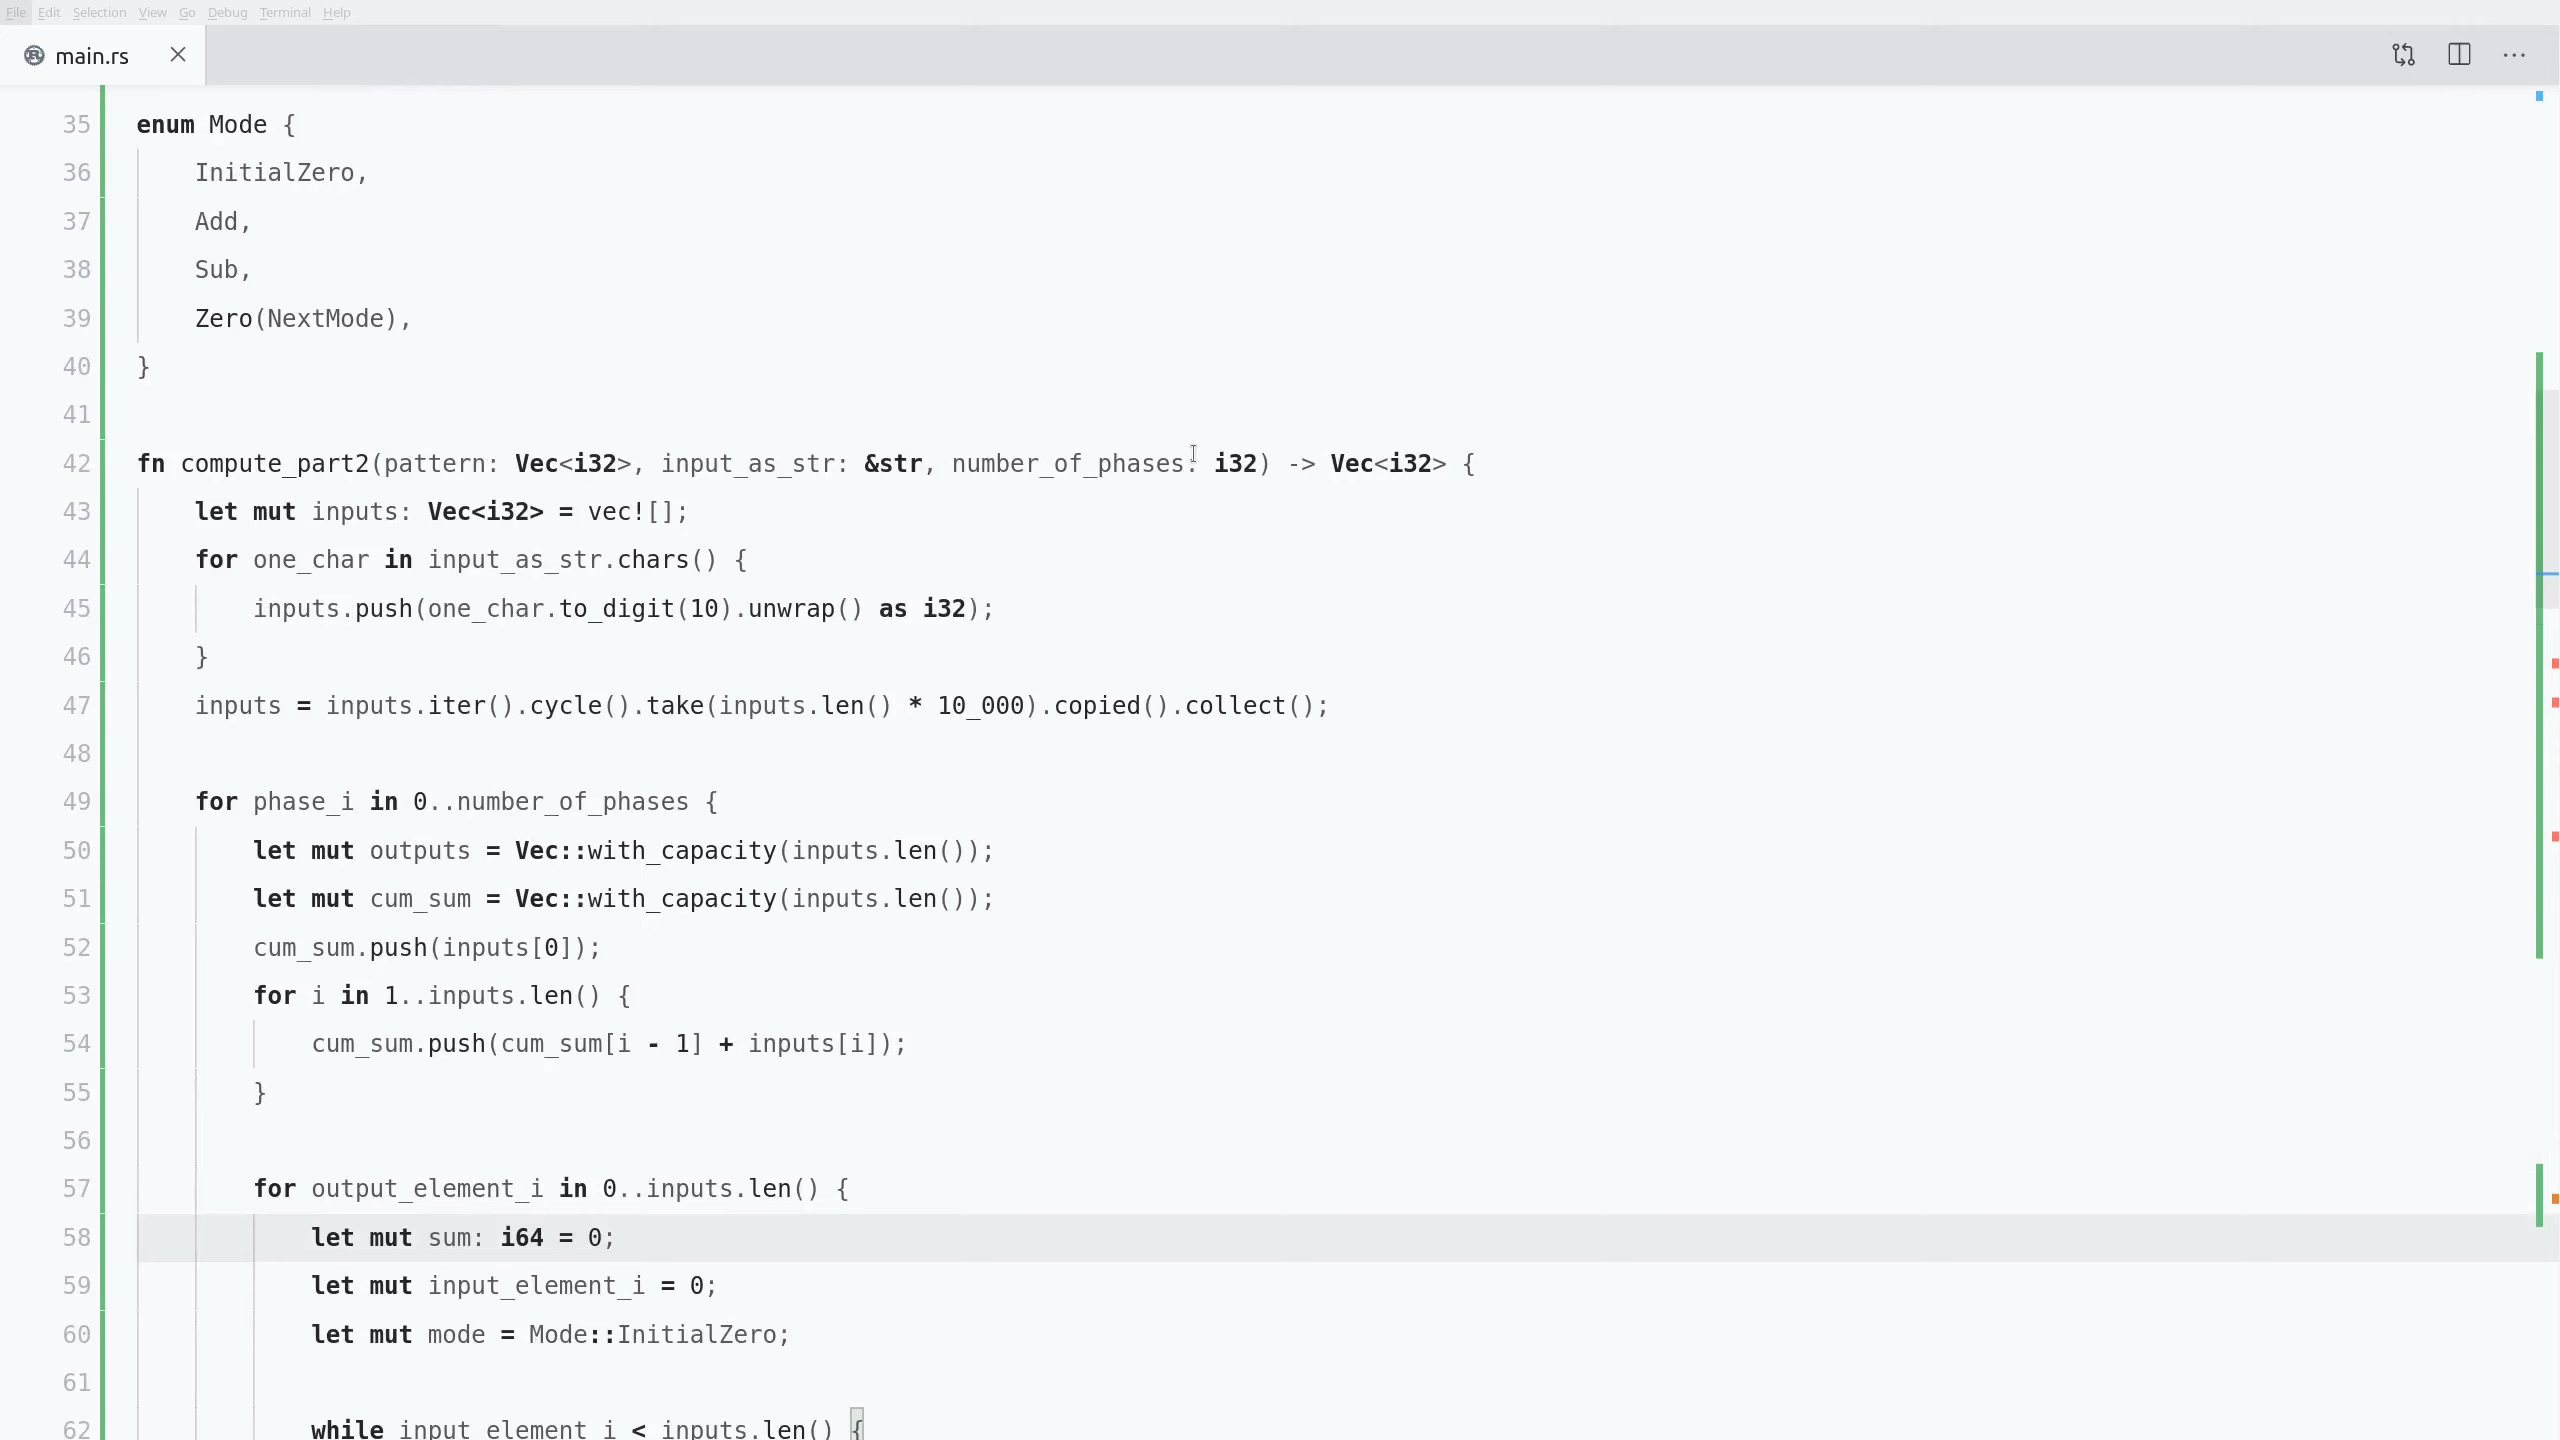 File Edit Selection View Go Debug Terminal Help
main.rs
35 enum Mode {
36     InitialZero,
37     Add,
38     Sub,
39     Zero(NextMode),
40 }
41
42 fn compute_part2(pattern: Vec<i32>, input_as_str: &str, number_of_phases: i32) -> Vec<i32> {
43     let mut inputs: Vec<i32> = vec![];
44     for one_char in input_as_str.chars() {
45         inputs.push(one_char.to_digit(10).unwrap() as i32);
46     }
47     inputs = inputs.iter().cycle().take(inputs.len() * 10_000).copied().collect();
48
49     for phase_i in 0..number_of_phases {
50         let mut outputs = Vec::with_capacity(inputs.len());
51         let mut cum_sum = Vec::with_capacity(inputs.len());
52         cum_sum.push(inputs[0]);
53         for i in 1..inputs.len() {
54             cum_sum.push(cum_sum[i - 1] + inputs[i]);
55         }
56
57         for output_element_i in 0..inputs.len() {
58             let mut sum: i64 = 0;
59             let mut input_element_i = 0;
60             let mut mode = Mode::InitialZero;
61
62             while input_element_i < inputs.len() {